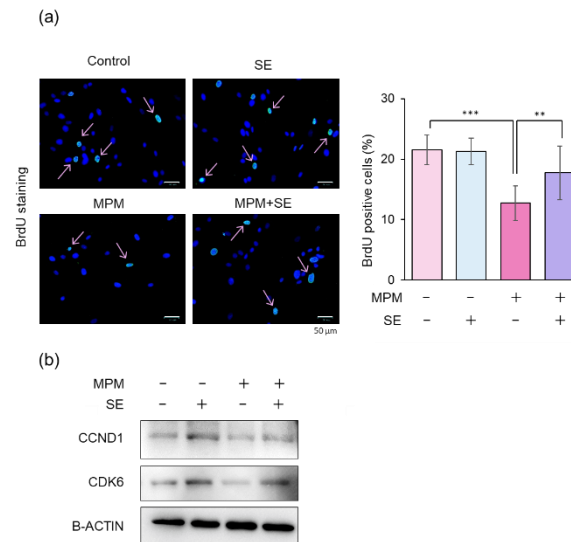 (a)
Control
SE
BrdU staining
MPM
MPM+SE
50 μm
BrdU positive cells (%)
30
20
10
0
***
**
MPM - - + +
SE - + - +
(b)
MPM - - + +
SE - + - +
CCND1
CDK6
B-ACTIN